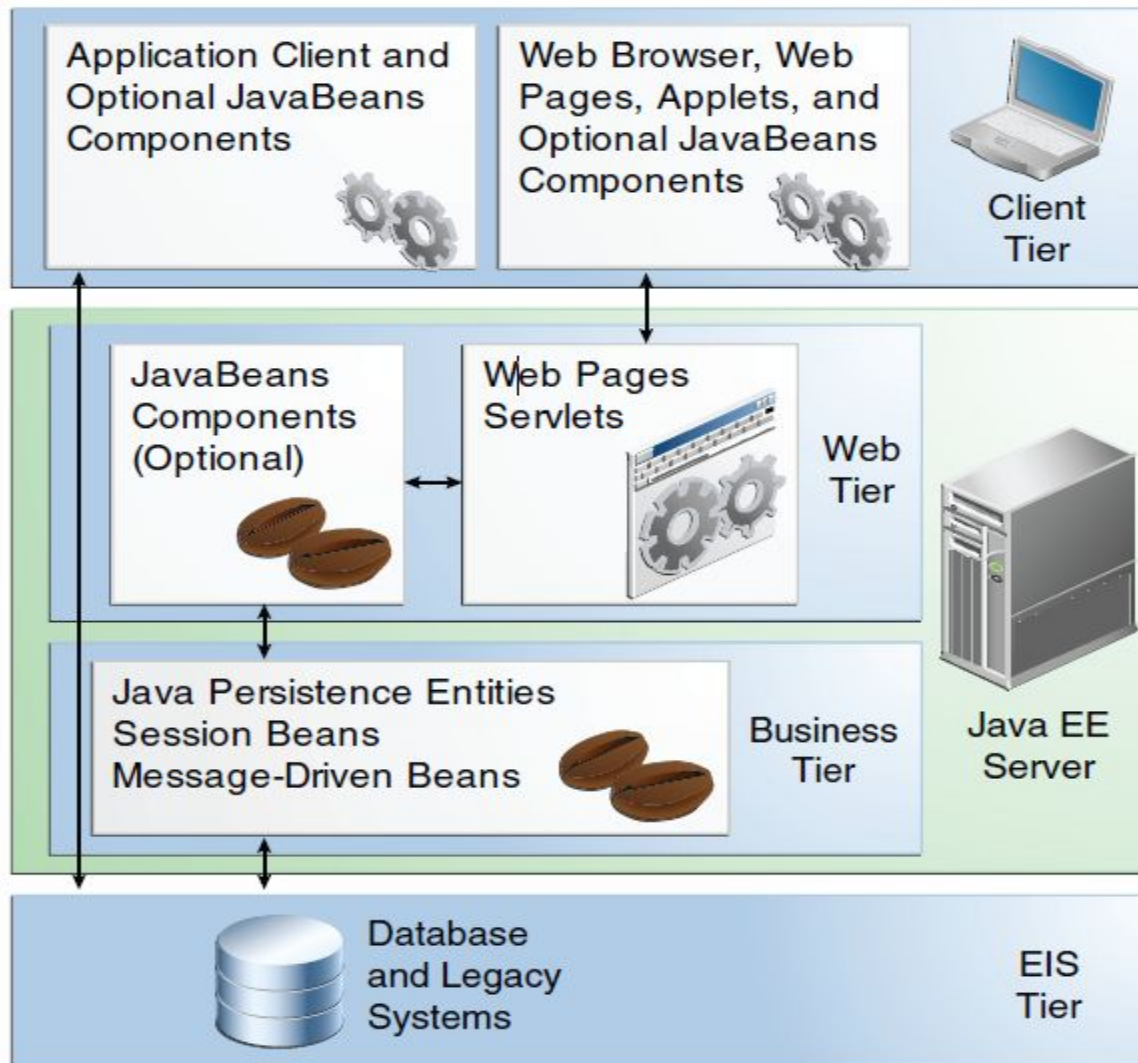 Application Client and
Optional JavaBeans
Components
Web Browser, Web
Pages, Applets, and
Optional JavaBeans
Components
Client
Tier
JavaBeans
Components
(Optional)
Web Pages
Servlets
Web
Tier
Java Persistence Entities
Session Beans
Message-Driven Beans
Business
Tier
Java EE
Server
Database
and Legacy
Systems
EIS
Tier